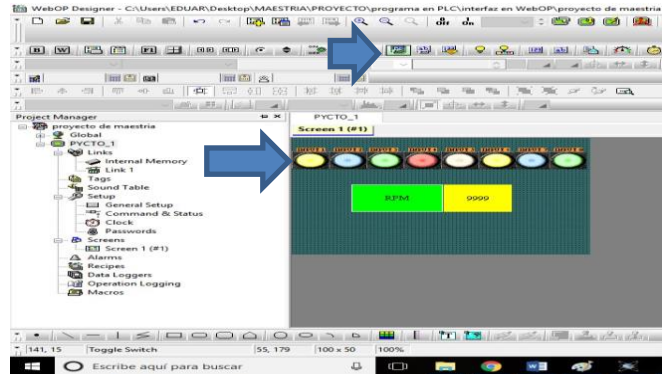 WebOP Designer - C:\Users\EDUAR\Desktop\MAESTRIA\PROYECTO\programa en PLC\interfaz en WebOP\proyecto de maestria
Project Manager
proyecto de maestria
Global
PYCTO_1
Links
Internal Memory
Link 1
Tags
Sound Table
Setup
General Setup
Command & Status
Clock
Passwords
Screens
Screen 1 (#1)
Alarms
Recipes
Data Loggers
Operation Logging
Macros
PYCTO_1
Screen 1 (#1)
RPM 9999
141, 15 Toggle Switch 55, 179 100 x 50 100%
Escribe aquí para buscar